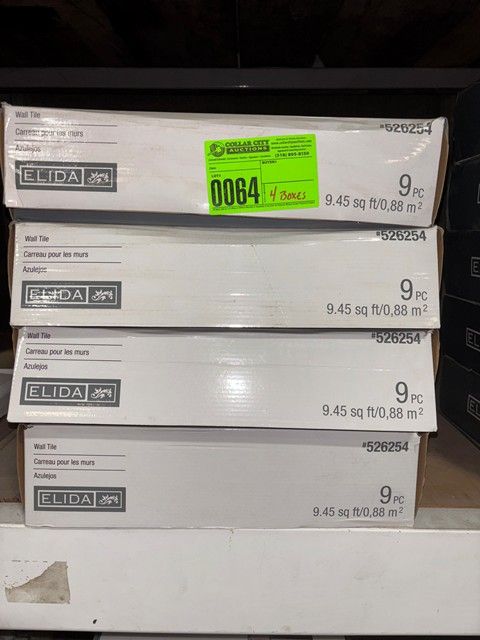 Wall Tile
Carreau pour les murs
Azulejos
ELIDA
#526254
9 PC
9.45 sq ft/0,88 m²
COLLAR CITY
AUCTIONS
(518) 895-8150
LOT#
0064
4 Boxes
Wall Tile
Carreau pour les murs
Azulejos
ELIDA
#526254
9 PC
9.45 sq ft/0,88 m²
Wall Tile
Carreau pour les murs
Azulejos
ELIDA
#526254
9 PC
9.45 sq ft/0,88 m²
Wall Tile
Carreau pour les murs
Azulejos
ELIDA
#526254
9 PC
9.45 sq ft/0,88 m²